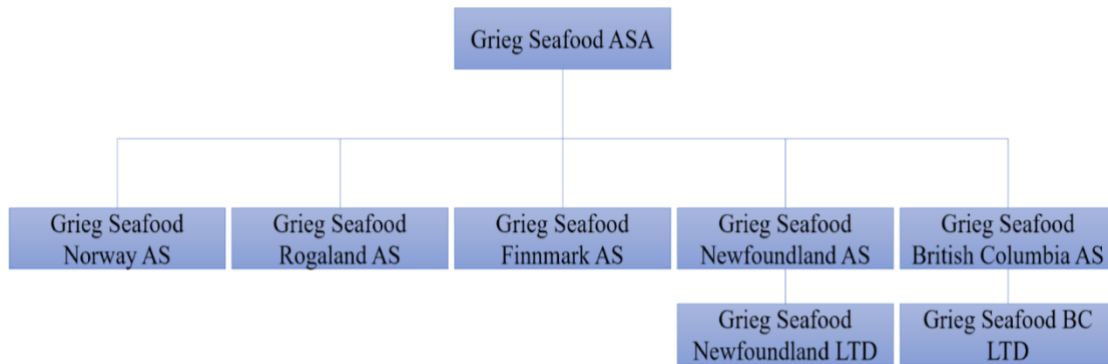 Grieg Seafood ASA
Grieg Seafood
Norway AS
Grieg Seafood
Rogaland AS
Grieg Seafood
Finnmark AS
Grieg Seafood
Newfoundland AS
Grieg Seafood
British Columbia AS
Grieg Seafood
Newfoundland LTD
Grieg Seafood BC
LTD